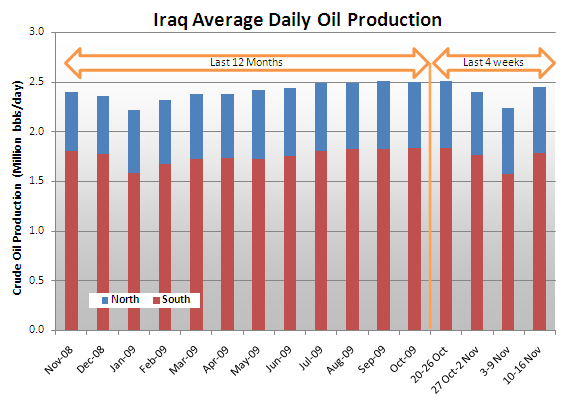 Iraq Average Daily Oil Production
Crude Oil Production (Million bbls/day)
3.0
2.5
2.0
1.5
1.0
0.5
0.0
Last 12 Months
Last 4 weeks
North
South
Nov-08
Dec-08
Jan-09
Feb-09
Mar-09
Apr-09
May-09
Jun-09
Jul-09
Aug-09
Sep-09
Oct-09
20-26 Oct
27 Oct-2 Nov
3-9 Nov
10-16 Nov